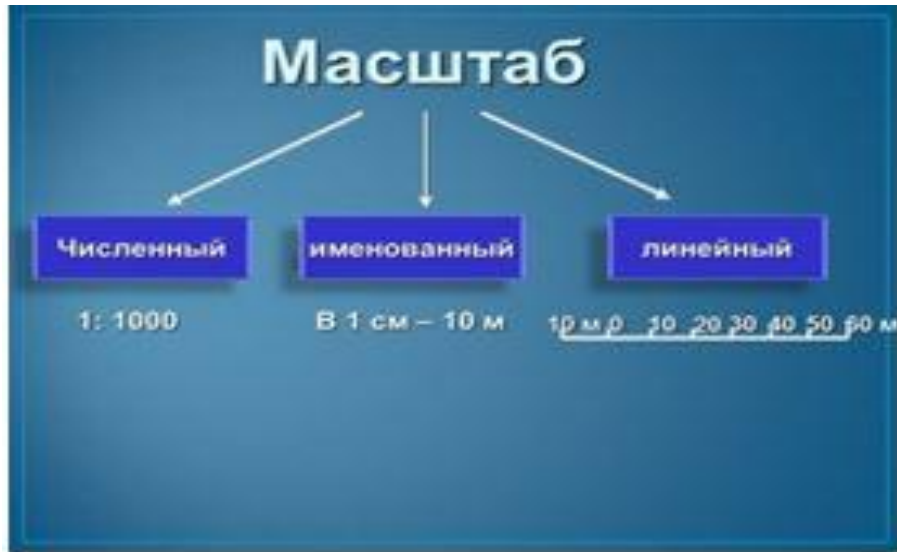 Масштаб
Численный
именованный
линейный
1: 1000
В 1 см – 10 м
10 м 0 10 20 30 40 50 60 м